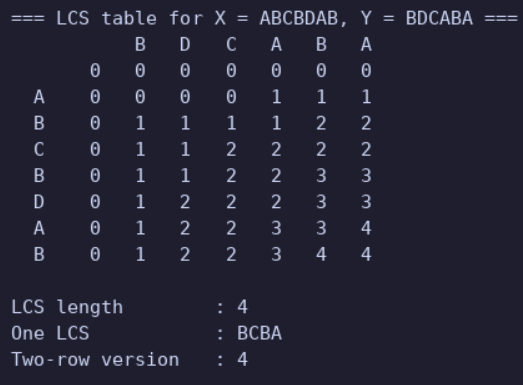 === LCS table for X = ABCBDAB, Y = BDCABA ===
           B   D   C   A   B   A
       0   0   0   0   0   0   0
  A    0   0   0   0   1   1   1
  B    0   1   1   1   1   2   2
  C    0   1   1   2   2   2   2
  B    0   1   1   2   2   3   3
  D    0   1   2   2   2   3   3
  A    0   1   2   2   3   3   4
  B    0   1   2   2   3   4   4

LCS length        : 4
One LCS           : BCBA
Two-row version   : 4